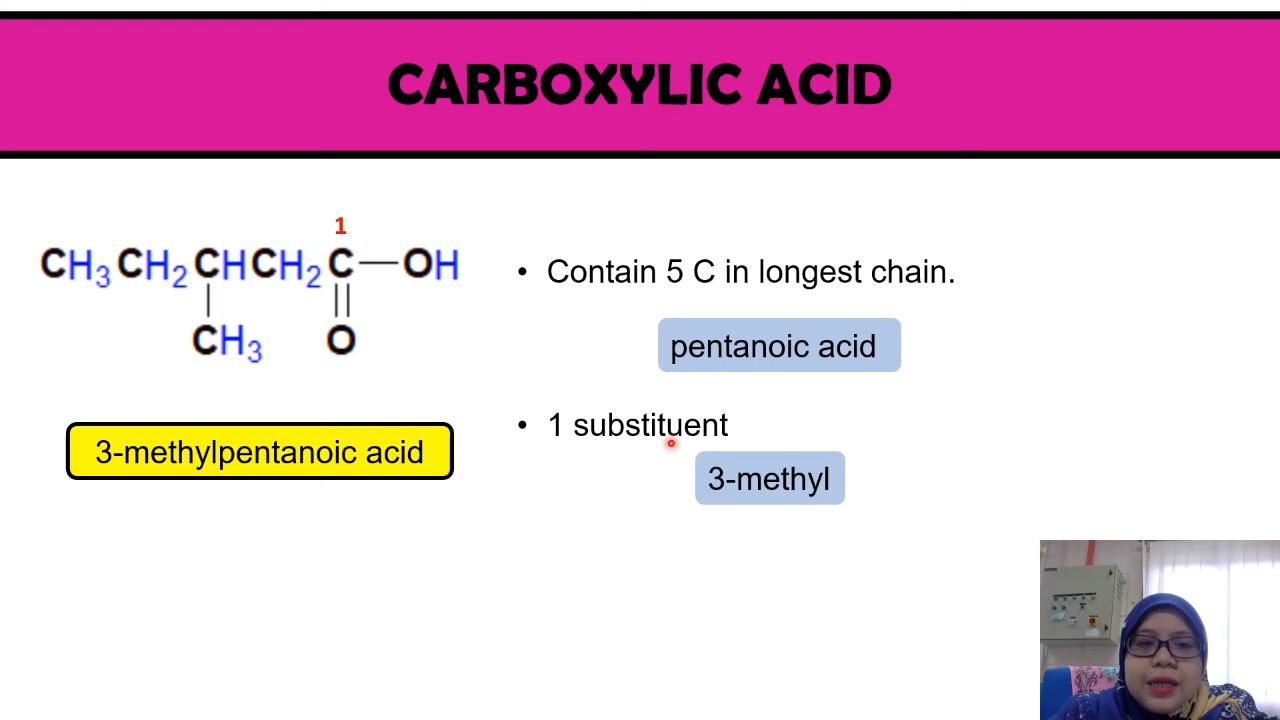 CARBOXYLIC ACID
1
CH₃CH₂CHCH₂C—OH
CH₃ O
• Contain 5 C in longest chain.
pentanoic acid
• 1 substituent
3-methylpentanoic acid
3-methyl